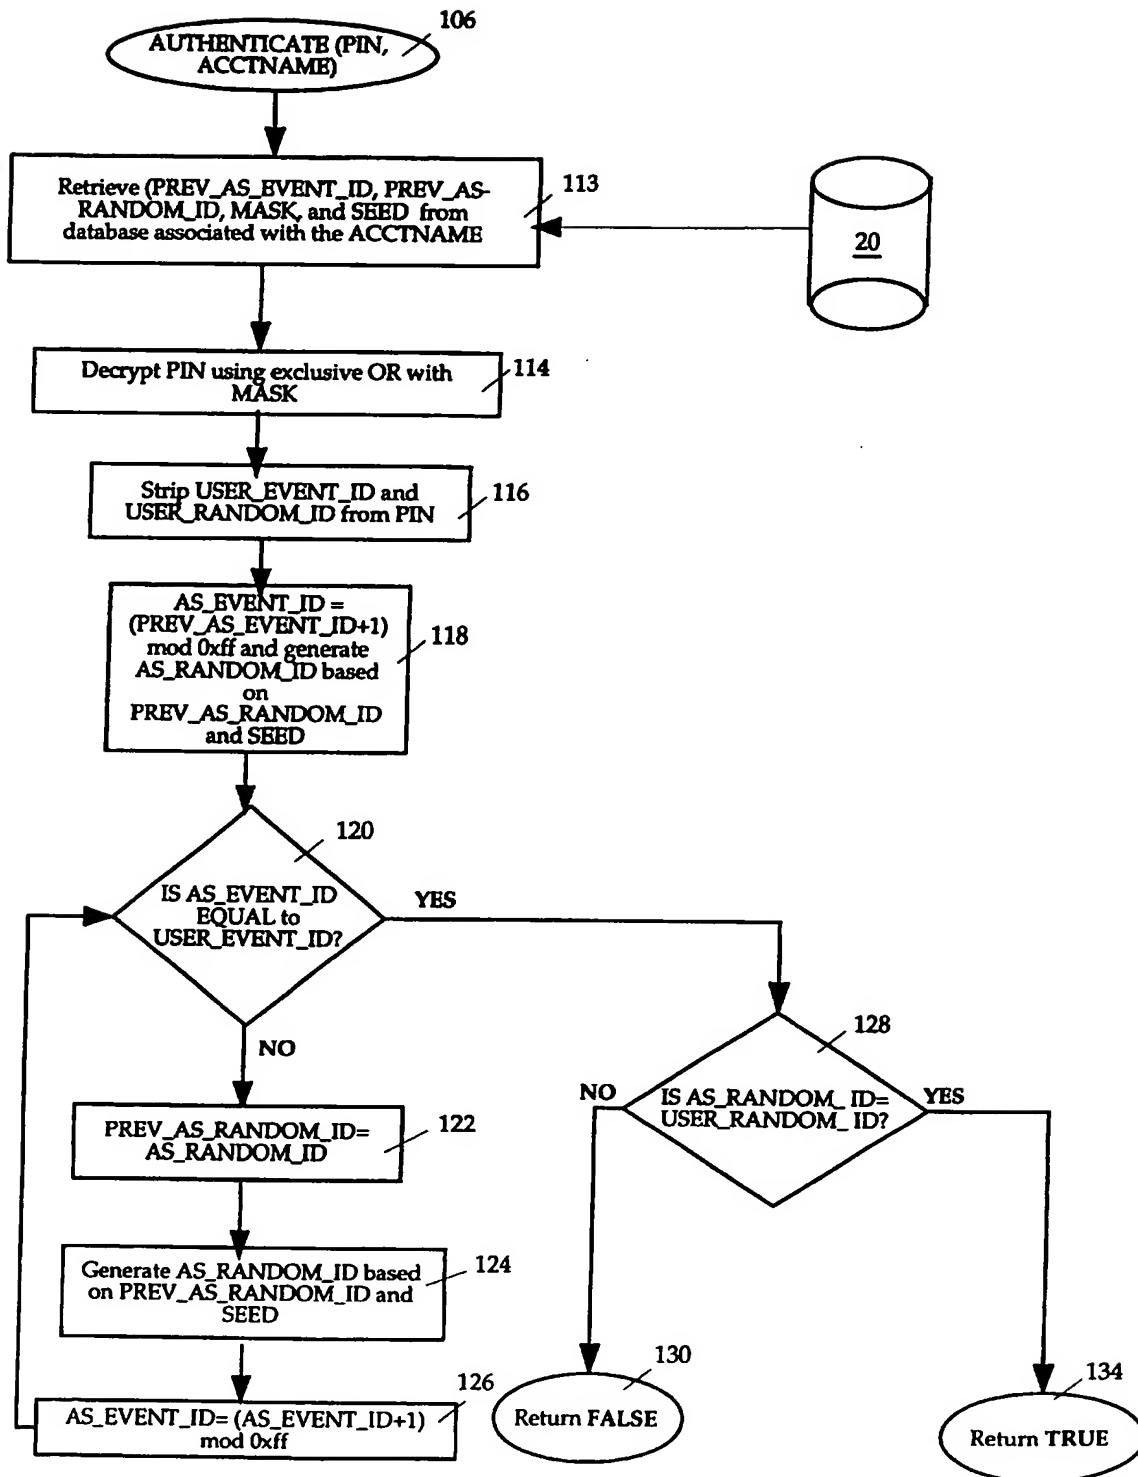 106
AUTHENTICATE (PIN,
ACCTNAME)
113
Retrieve (PREV_AS_EVENT_ID, PREV_AS-
RANDOM_ID, MASK, and SEED from
database associated with the ACCTNAME
20
114
Decrypt PIN using exclusive OR with
MASK
116
Strip USER_EVENT_ID and
USER_RANDOM_ID from PIN
118
AS_EVENT_ID =
(PREV_AS_EVENT_ID+1)
mod 0xff and generate
AS_RANDOM_ID based
on
PREV_AS_RANDOM_ID
and SEED
120
IS AS_EVENT_ID
EQUAL to
USER_EVENT_ID?
YES
NO
128
IS AS_RANDOM_ ID=
USER_RANDOM_ ID?
NO
YES
122
PREV_AS_RANDOM_ID=
AS_RANDOM_ID
124
Generate AS_RANDOM_ID based
on PREV_AS_RANDOM_ID and
SEED
126
AS_EVENT_ID= (AS_EVENT_ID+1)
mod 0xff
130
Return FALSE
134
Return TRUE